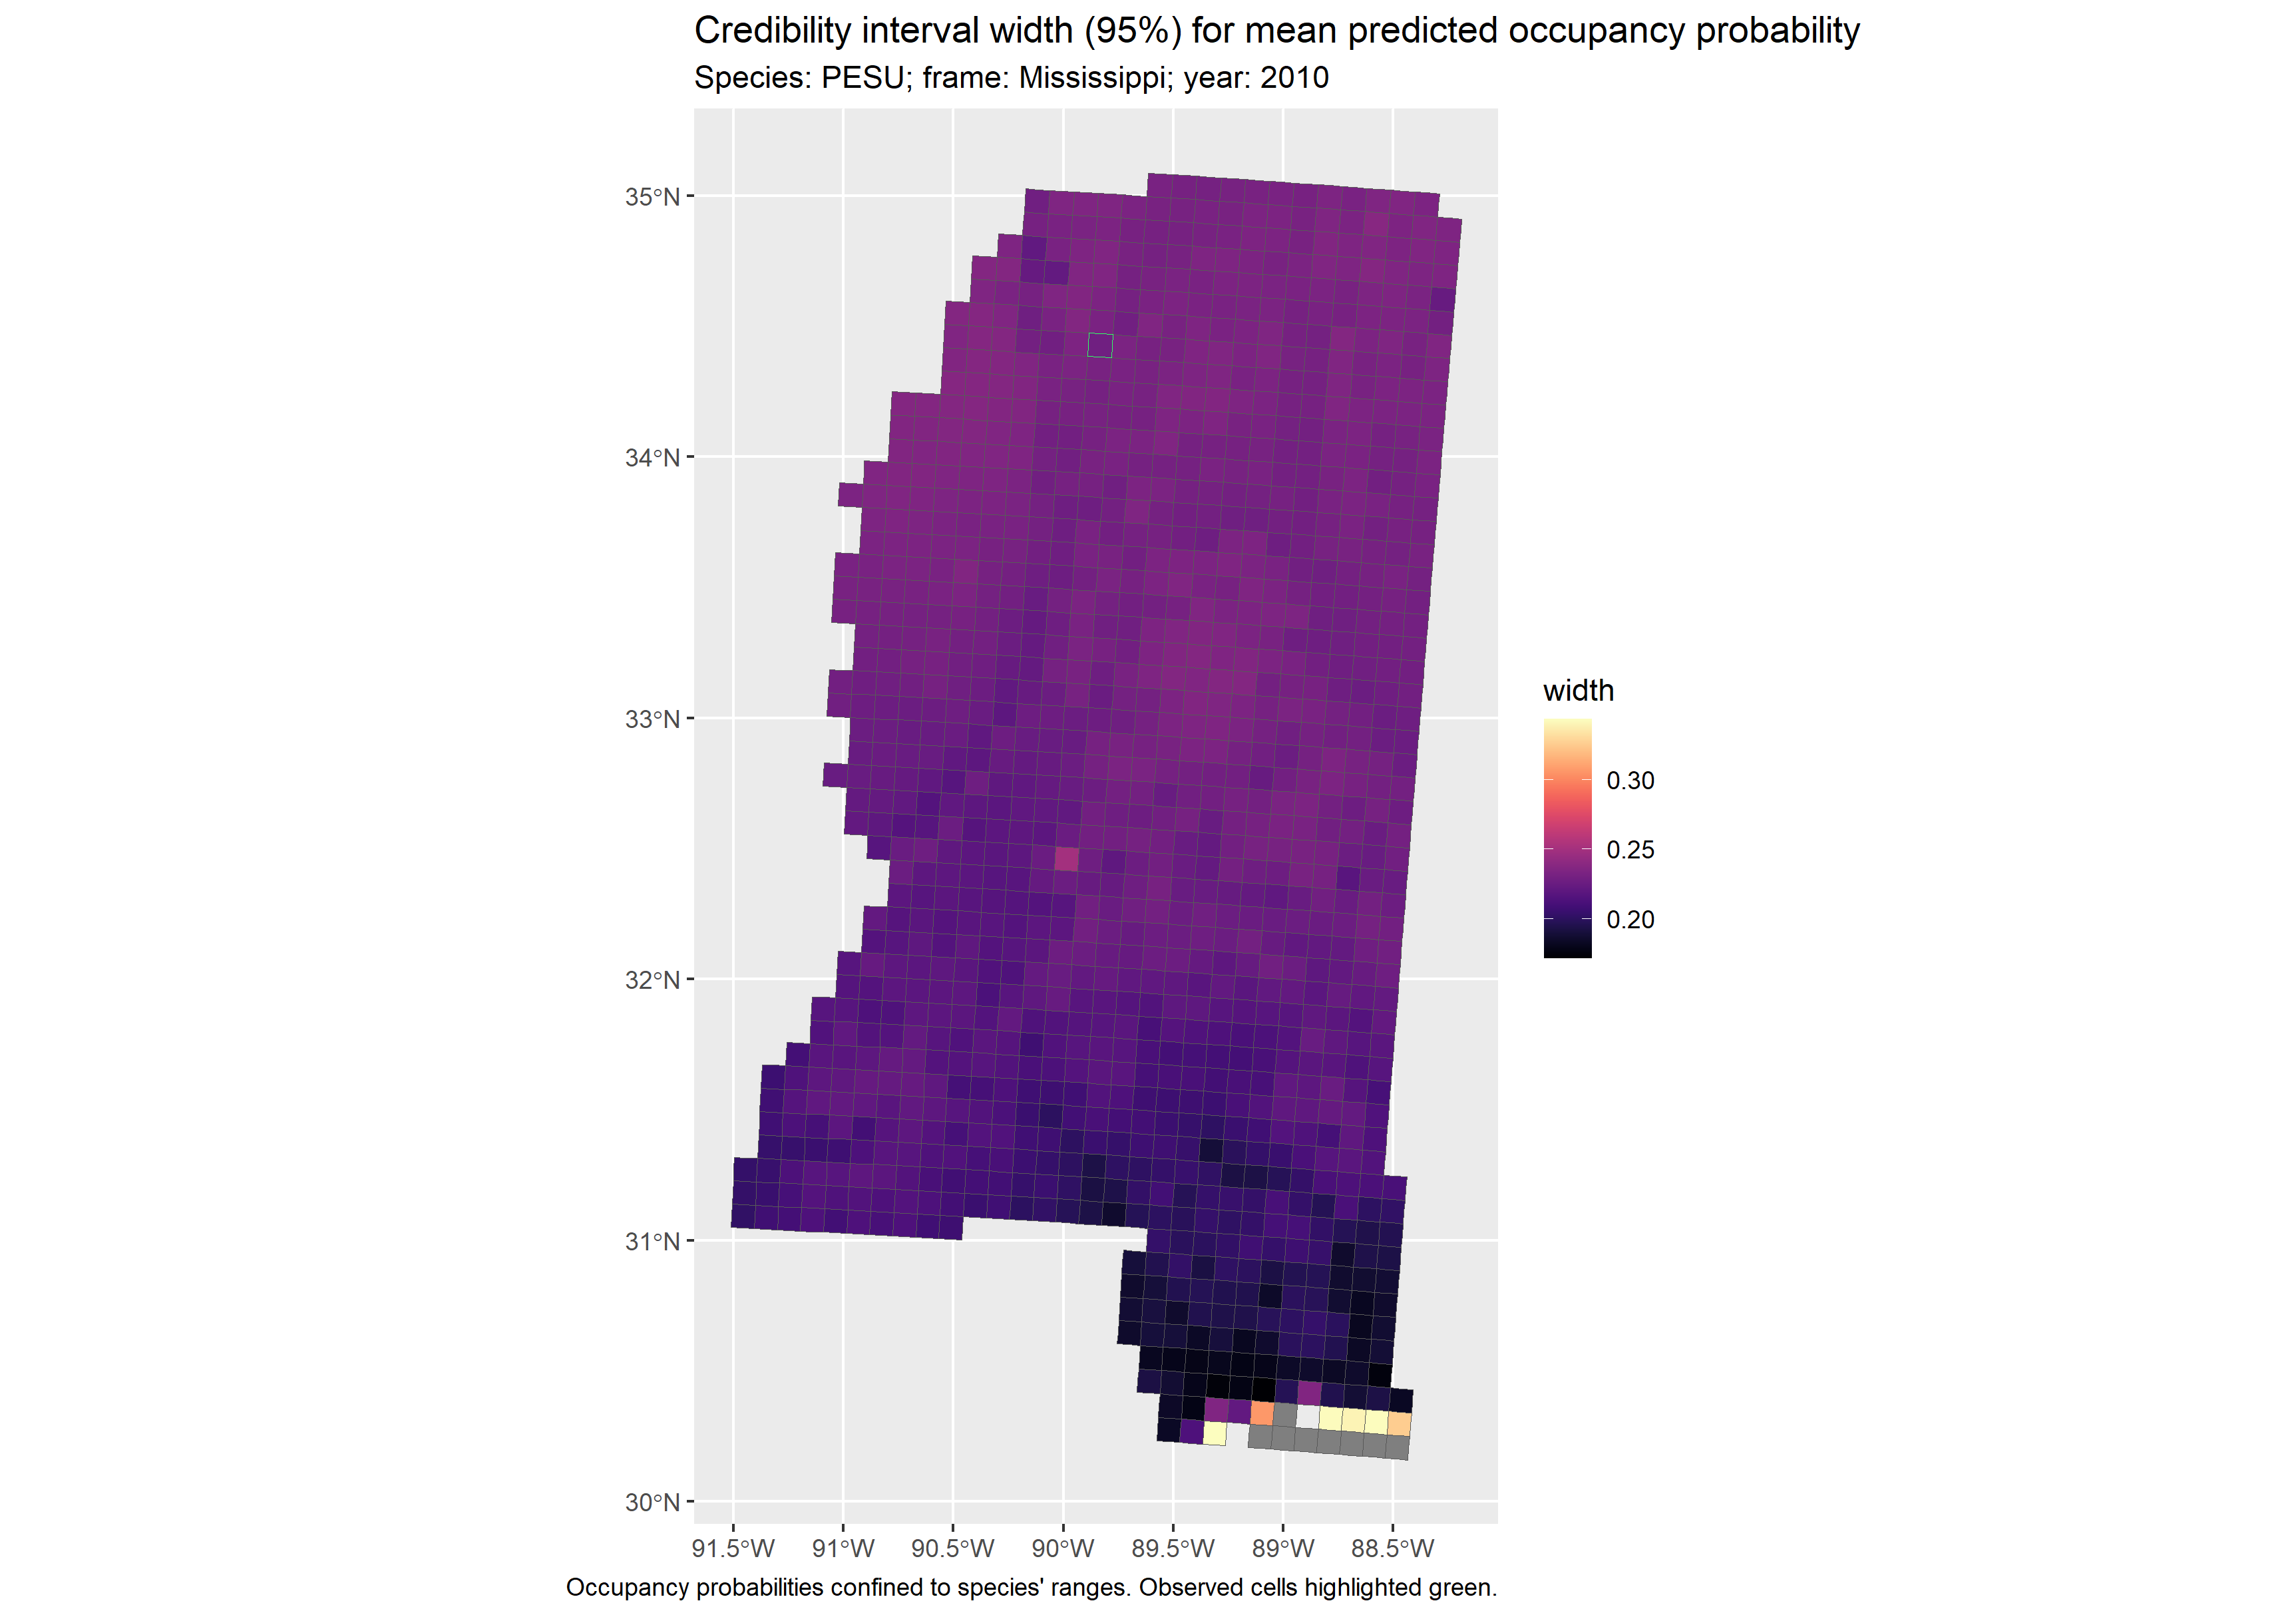 Credibility interval width (95%) for mean predicted occupancy probability
Species: PESU; frame: Mississippi; year: 2010
35°N
34°N
33°N
32°N
31°N
30°N
91.5°W
91°W
90.5°W
90°W
89.5°W
89°W
88.5°W
width
0.30
0.25
0.20
Occupancy probabilities confined to species' ranges. Observed cells highlighted green.